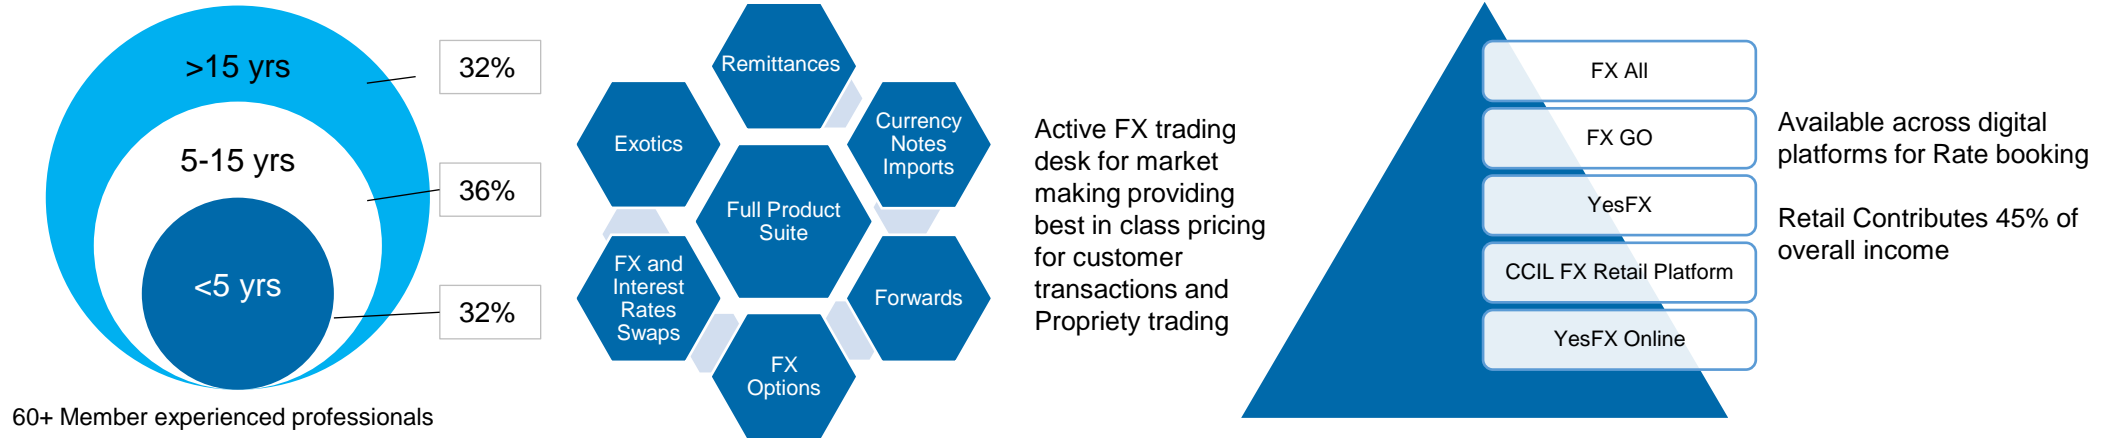 >15 yrs
32%
5-15 yrs
36%
<5 yrs
32%
60+ Member experienced professionals
Remittances
Exotics
Currency
Notes
Imports
Full Product
Suite
FX and
Interest
Rates
Swaps
Forwards
FX
Options
Active FX trading
desk for market
making providing
best in class pricing
for customer
transactions and
Propriety trading
FX All
FX GO
YesFX
CCIL FX Retail Platform
YesFX Online
Available across digital
platforms for Rate booking
Retail Contributes 45% of
overall income